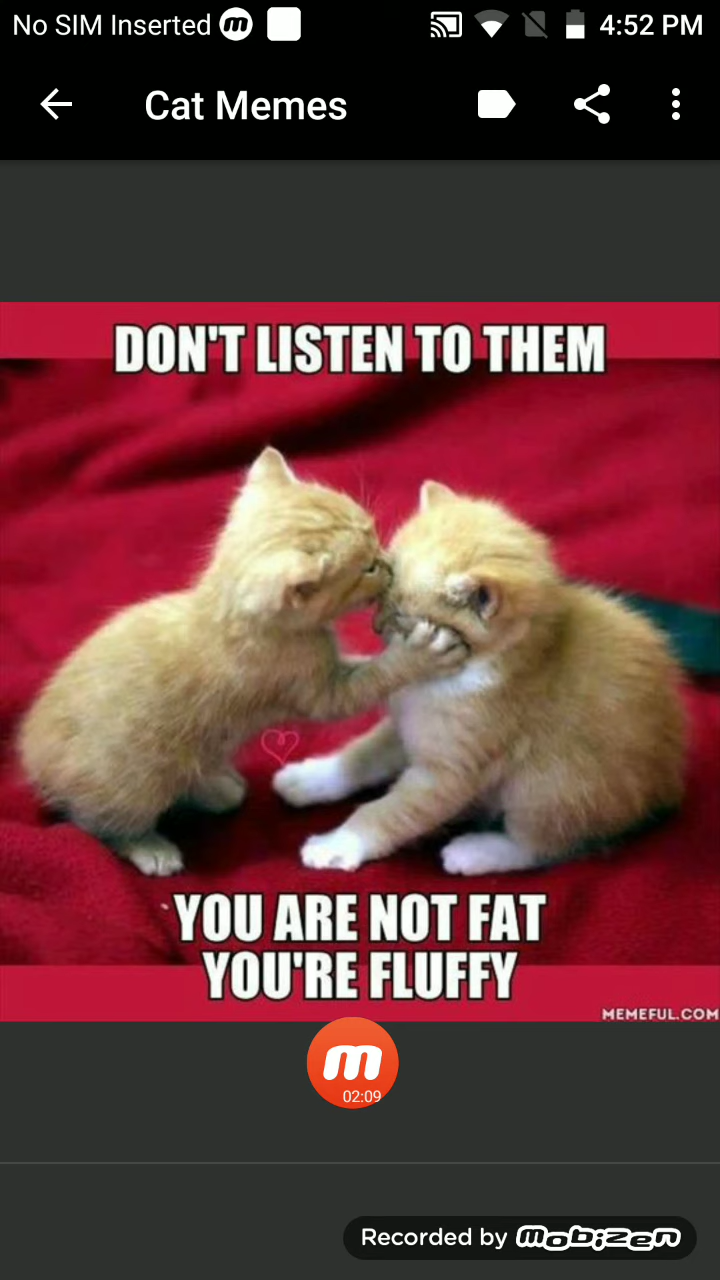 No SIM Inserted m 4:52 PM
Cat Memes
DON'T LISTEN TO THEM
YOU ARE NOT FAT
YOU'RE FLUFFY
MEMEFUL.COM
m
02:09
Recorded by mobizen